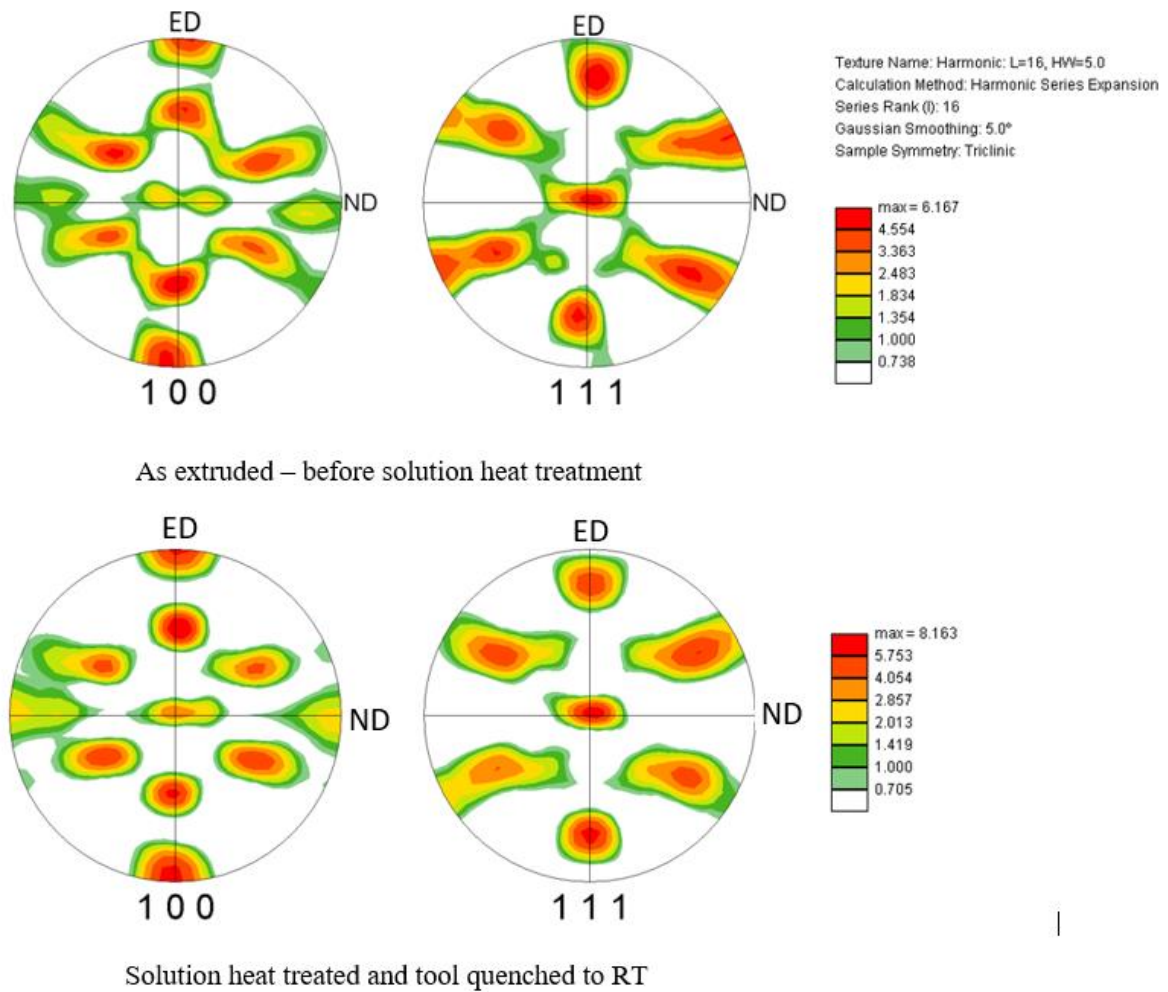 ED
ND
1 0 0
ED
ND
1 1 1
Texture Name: Harmonic: L=16, HW=5.0
Calculation Method: Harmonic Series Expansion
Series Rank (l): 16
Gaussian Smoothing: 5.0°
Sample Symmetry: Triclinic
max = 6.167
4.554
3.363
2.483
1.834
1.354
1.000
0.738
As extruded – before solution heat treatment
ED
ND
1 0 0
ED
ND
1 1 1
max = 8.163
5.753
4.054
2.857
2.013
1.419
1.000
0.705
Solution heat treated and tool quenched to RT